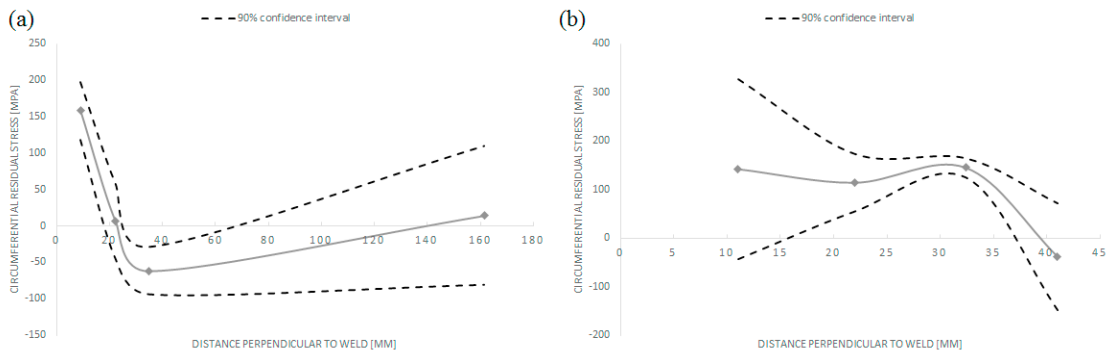 (a)
90% confidence interval
250
200
150
100
50
0
-50
-100
-150
0 20 40 60 80 100 120 140 160 180
CIRCUMFERENTIAL RESIDUAL STRESS [MPA]
DISTANCE PERPENDICULAR TO WELD [MM]
(b)
90% confidence interval
400
300
200
100
0
-100
-200
0 5 10 15 20 25 30 35 40 45
CIRCUMFERENTIAL RESIDUAL STRESS [MPA]
DISTANCE PERPENDICULAR TO WELD [MM]